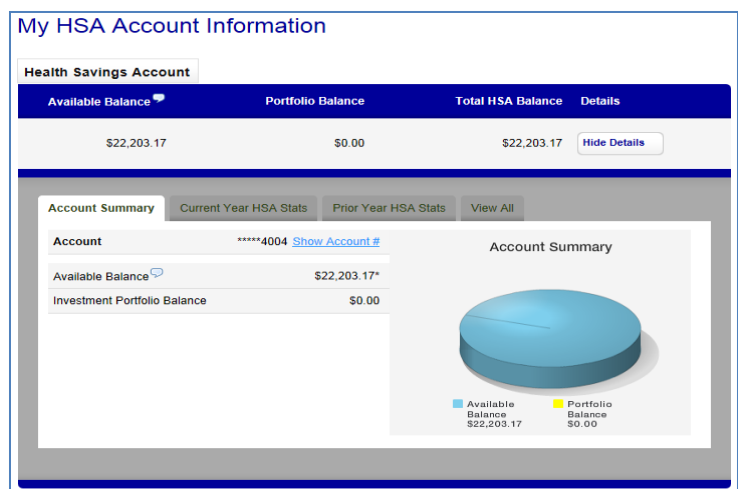 My HSA Account Information
Health Savings Account
Available Balance Portfolio Balance Total HSA Balance Details
$22,203.17 $0.00 $22,203.17 Hide Details
Account Summary Current Year HSA Stats Prior Year HSA Stats View All
Account *****4004 Show Account #
Available Balance $22,203.17*
Investment Portfolio Balance $0.00
Account Summary
Available Balance $22,203.17
Portfolio Balance $0.00